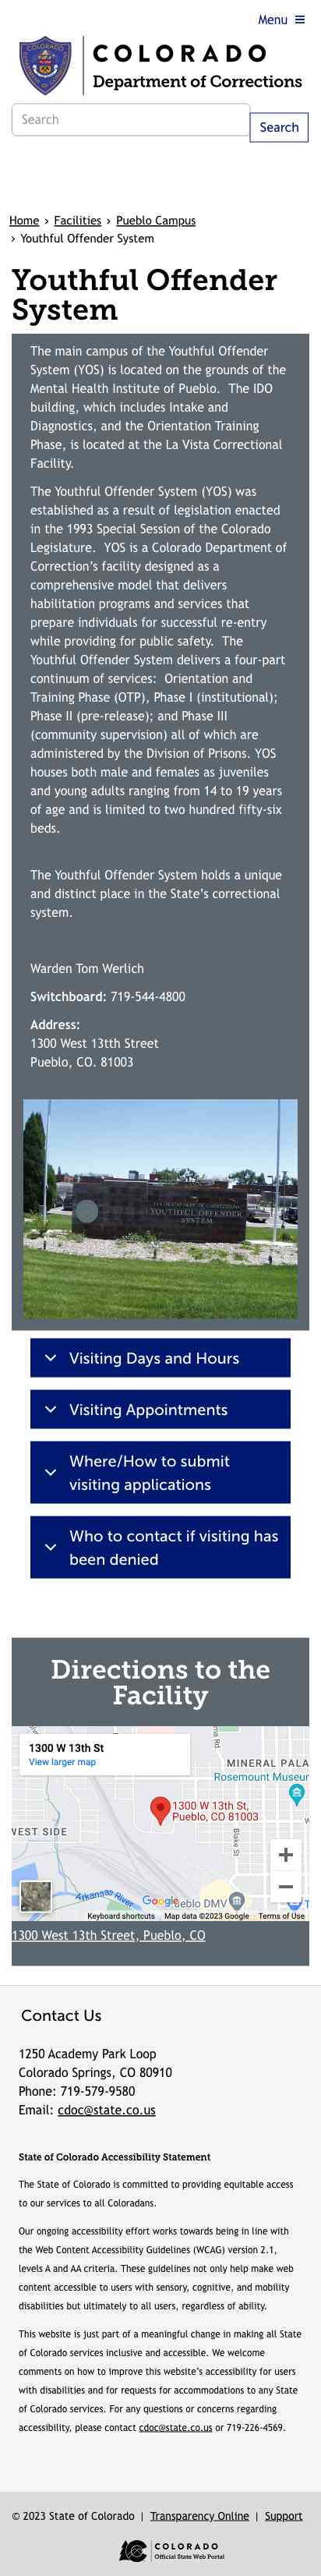 Menu
COLORADO
Department of Corrections
Search
Search
Home › Facilities › Pueblo Campus
› Youthful Offender System
Youthful Offender
System
The main campus of the Youthful Offender
System (YOS) is located on the grounds of the
Mental Health Institute of Pueblo. The IDO
building, which includes Intake and
Diagnostics, and the Orientation Training
Phase, is located at the La Vista Correctional
Facility.
The Youthful Offender System (YOS) was
established as a result of legislation enacted
in the 1993 Special Session of the Colorado
Legislature. YOS is a Colorado Department of
Correction's facility designed as a
comprehensive model that delivers
habilitation programs and services that
prepare individuals for successful re-entry
while providing for public safety. The
Youthful Offender System delivers a four-part
continuum of services: Orientation and
Training Phase (OTP), Phase I (institutional);
Phase II (pre-release); and Phase III
(community supervision) all of which are
administered by the Division of Prisons. YOS
houses both male and females as juveniles
and young adults ranging from 14 to 19 years
of age and is limited to two hundred fifty-six
beds.
The Youthful Offender System holds a unique
and distinct place in the State's correctional
system.
Warden Tom Werlich
Switchboard: 719-544-4800
Address:
1300 West 13tth Street
Pueblo, CO. 81003
YOUTHFUL OFFENDER
SYSTEM
Visiting Days and Hours
Visiting Appointments
Where/How to submit
visiting applications
Who to contact if visiting has
been denied
Directions to the
Facility
1300 W 13th St
View larger map
MINERAL PALA
Rosemount Museum
1300 W 13th St,
Pueblo, CO 81003
WEST SIDE
Blake St
Arkansas River
Google
Pueblo DMV
Keyboard shortcuts Map data ©2023 Google Terms of Use
1300 West 13th Street, Pueblo, CO
Contact Us
1250 Academy Park Loop
Colorado Springs, CO 80910
Phone: 719-579-9580
Email: cdoc@state.co.us
State of Colorado Accessibility Statement
The State of Colorado is committed to providing equitable access
to our services to all Coloradans.
Our ongoing accessibility effort works towards being in line with
the Web Content Accessibility Guidelines (WCAG) version 2.1,
levels A and AA criteria. These guidelines not only help make web
content accessible to users with sensory, cognitive, and mobility
disabilities but ultimately to all users, regardless of ability.
This website is just part of a meaningful change in making all State
of Colorado services inclusive and accessible. We welcome
comments on how to improve this website's accessibility for users
with disabilities and for requests for accommodations to any State
of Colorado services. For any questions or concerns regarding
accessibility, please contact cdoc@state.co.us or 719-226-4569.
© 2023 State of Colorado | Transparency Online | Support
COLORADO
Official State Web Portal